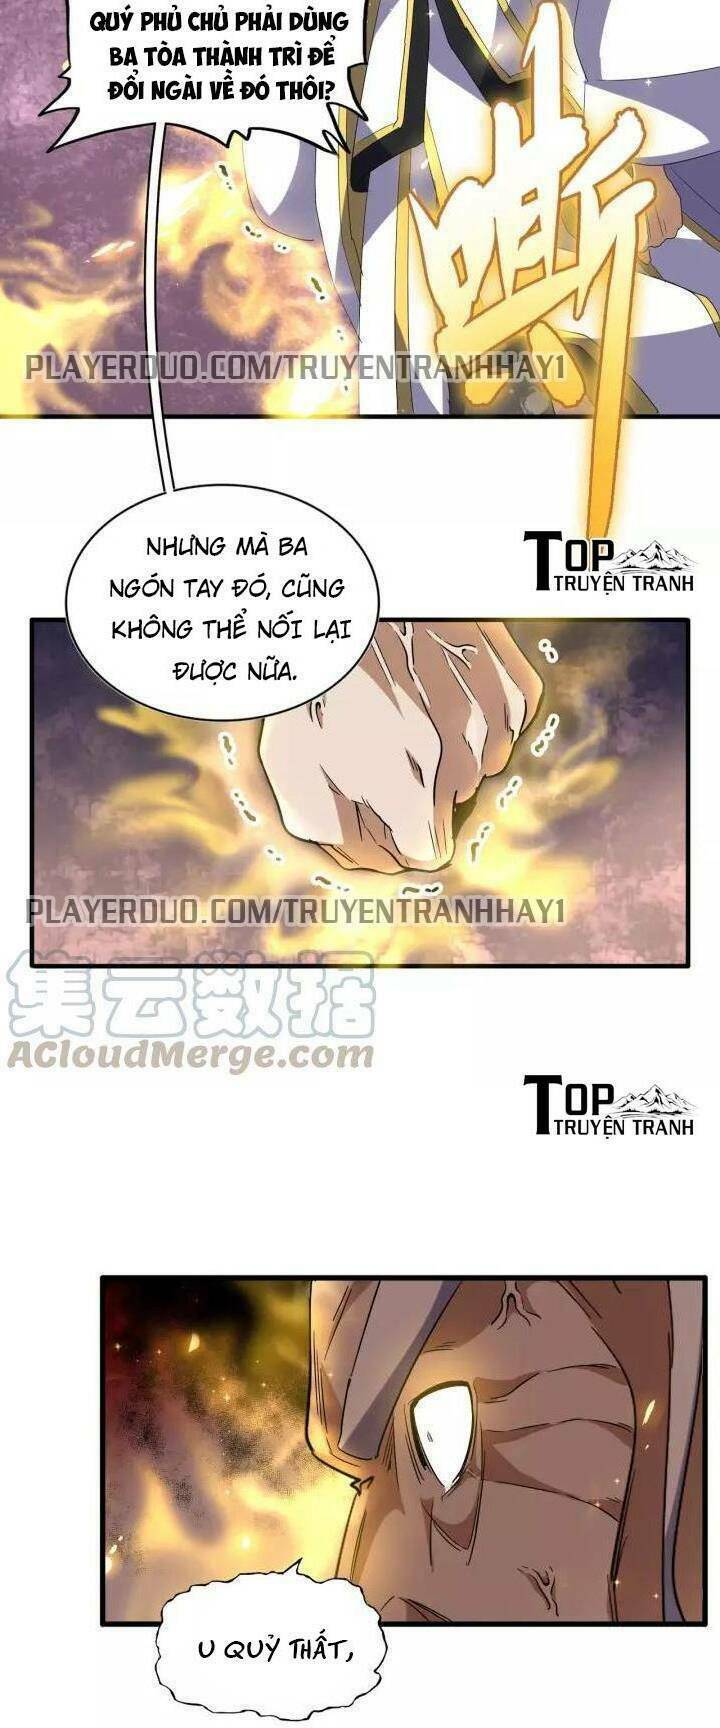 QUÝ PHỦ CHỦ PHẢI DÙNG
BA TÒA THÀNH TRÌ ĐỂ
ĐỔI NGÀI VỀ ĐÓ THÔI?
嘶
PLAYERDUO.COM/TRUYENTRANHHAY1
TOP
TRUYỆN TRANH
NHƯNG MÀ BA
NGÓN TAY ĐÓ, CŨNG
KHÔNG THỂ NỐI LẠI
ĐƯỢC NỮA.
PLAYERDUO.COM/TRUYENTRANHHAY1
集云数据
ACloudMerge.com
TOP
TRUYỆN TRANH
U QUỶ THẤT,